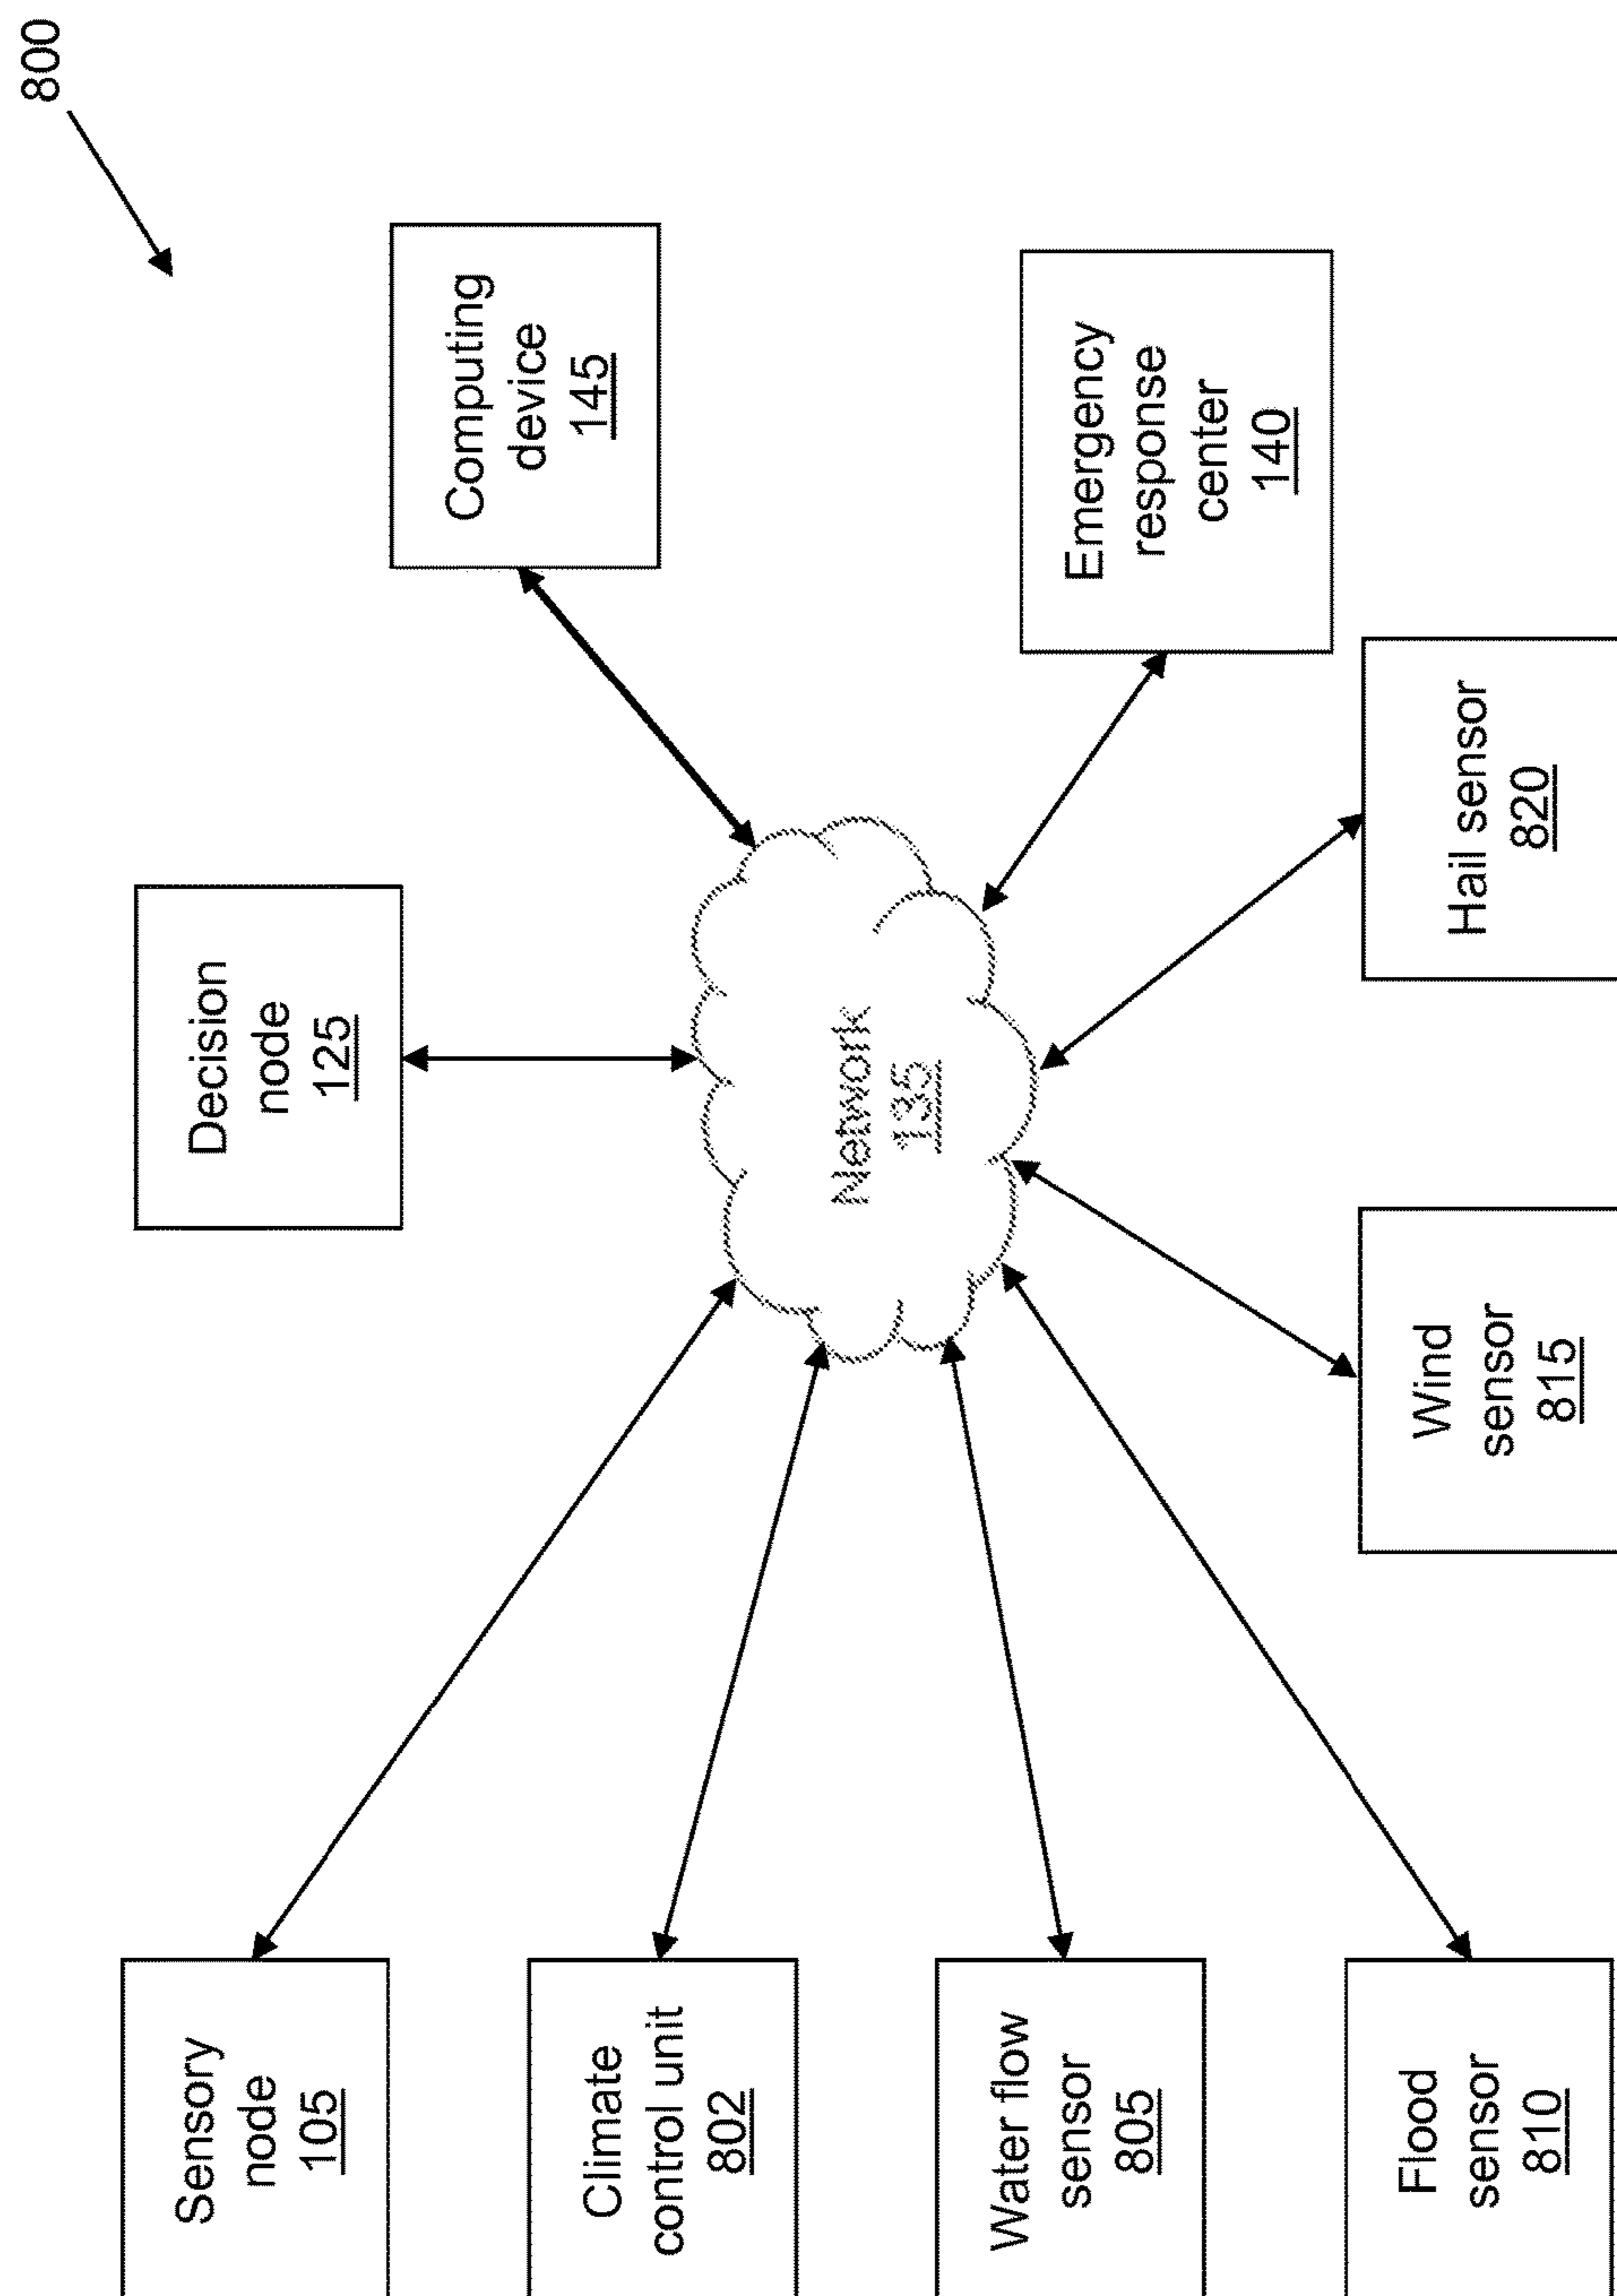 800
Sensory
node
105
Climate
control unit
802
Water flow
sensor
805
Flood
sensor
810
Decision
node
125
Network
135
Wind
sensor
815
Hail sensor
820
Computing
device
145
Emergency
response
center
140